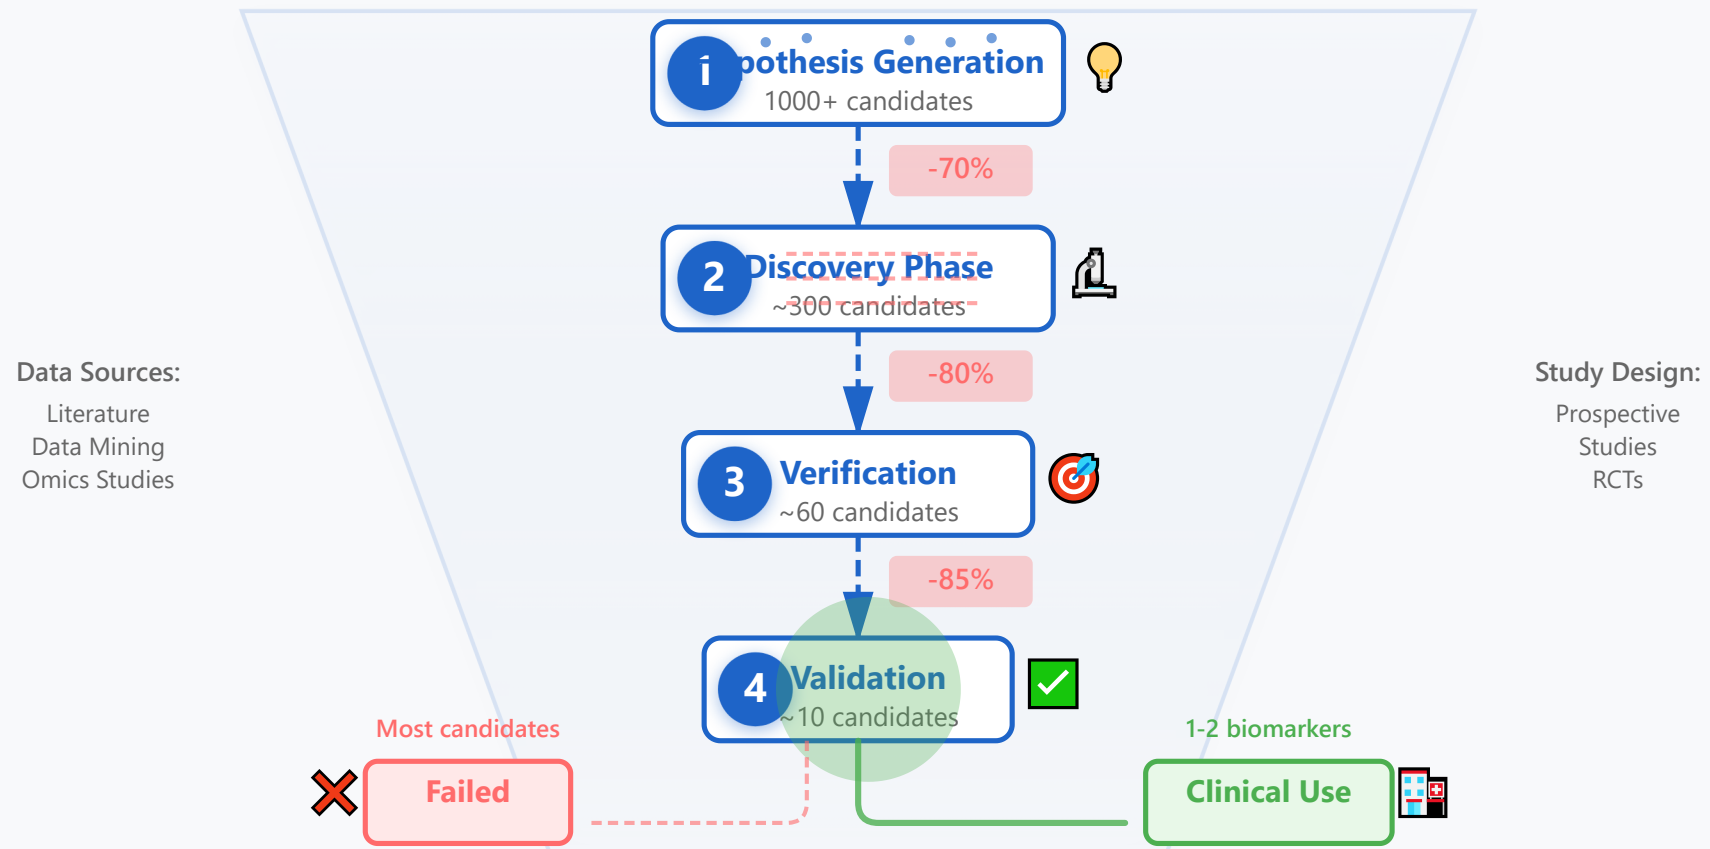 1
pothesis Generation
1000+ candidates
-70%
2
Discovery Phase
~300 candidates
-80%
Data Sources:
Literature
Data Mining
Omics Studies
Study Design:
Prospective
Studies
RCTs
3
Verification
~60 candidates
-85%
4
Validation
~10 candidates
Most candidates
Failed
1-2 biomarkers
Clinical Use